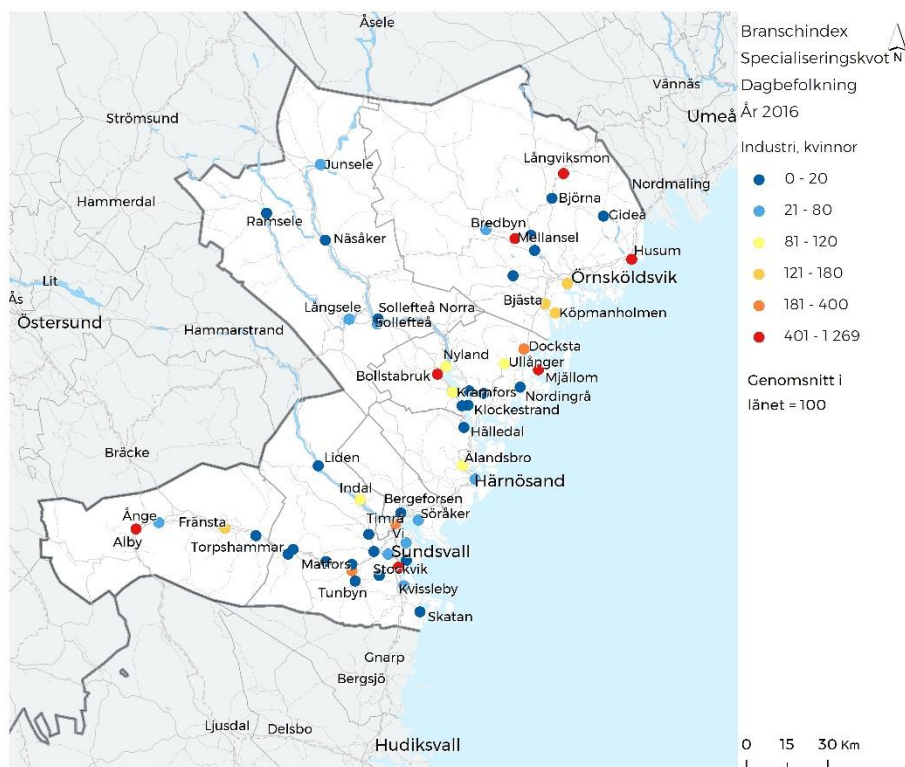 Åsele
Vännäs
Umeå
Strömsund
Junsele
Långviksmon
Nordmaling
Hammerdal
Björna
Ramsele
Bredbyn
Gideå
Näsåker
Mellansel
Husum
Lit
Örnsköldsvik
Ås
Långsele
Sollefteå Norra
Bjästa
Köpmanholmen
Östersund
Hammarstrand
Sollefteå
Docksta
Nyland
Ullånger
Bollstabruk
Mjällom
Kramfors
Nordingrå
Klockestrand
Hälledal
Bräcke
Liden
Älandsbro
Indal
Härnösand
Bergeforsen
Ånge
Fränsta
Timrå
Söråker
Alby
Vi
Torpshammar
Sundsvall
Matfors
Stockvik
Tunbyn
Kvissleby
Skatan
Gnarp
Bergsjö
Ljusdal
Delsbo
Hudiksvall
Branschindex
Specialiseringskvot
N
Dagbefolkning
År 2016
Industri, kvinnor
0 - 20
21 - 80
81 - 120
121 - 180
181 - 400
401 - 1 269
Genomsnitt i
länet = 100
0 15 30 Km